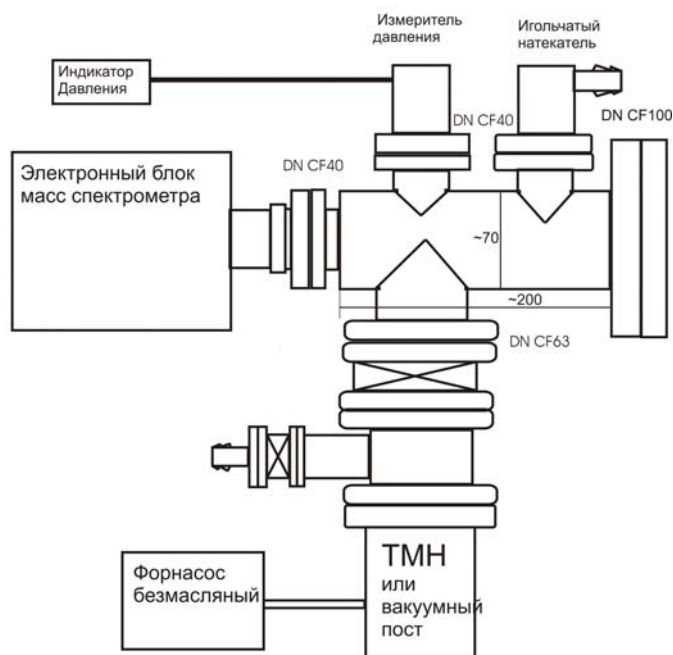 Измеритель
давления
Игольчатый
натекатель
Индикатор
Давления
DN CF40
DN CF100
DN CF40
Электронный блок
масс спектрометра
~70
~200
DN CF63
ТМН
или
вакуумный
пост
Форнасос
безмасляный